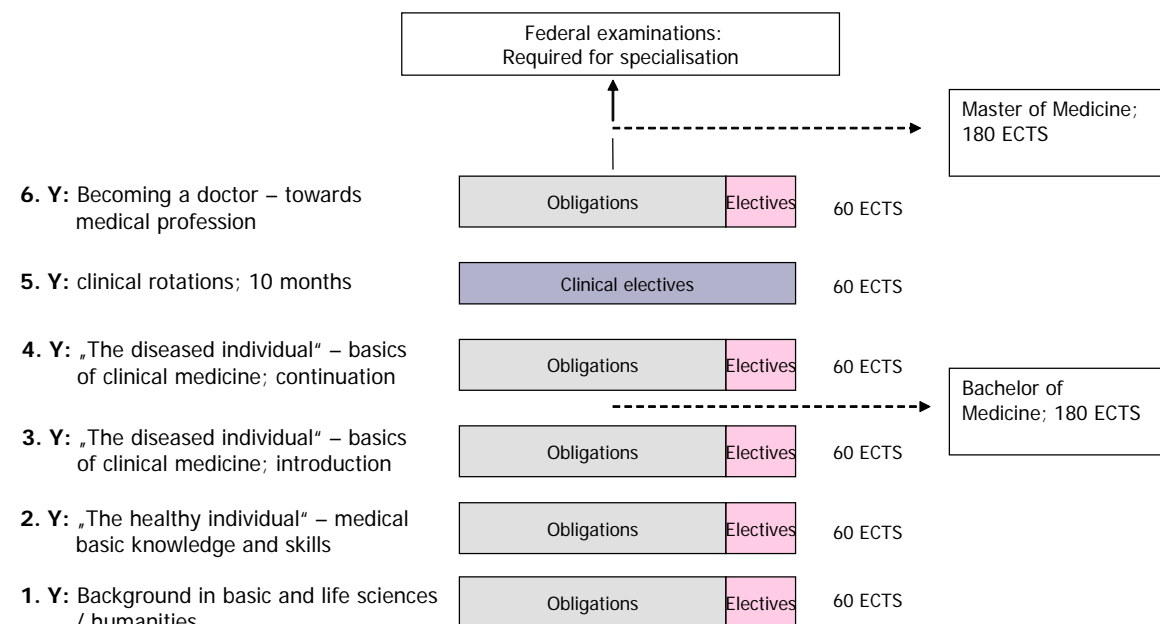 Federal examinations:
Required for specialisation
Master of Medicine;
180 ECTS
6. Y: Becoming a doctor – towards
medical profession
Obligations
Electives
60 ECTS
5. Y: clinical rotations; 10 months
Clinical electives
60 ECTS
4. Y: „The diseased individual“ – basics
of clinical medicine; continuation
Obligations
Electives
60 ECTS
Bachelor of
Medicine; 180 ECTS
3. Y: „The diseased individual“ – basics
of clinical medicine; introduction
Obligations
Electives
60 ECTS
2. Y: „The healthy individual“ – medical
basic knowledge and skills
Obligations
Electives
60 ECTS
1. Y: Background in basic and life sciences
/ humanities
Obligations
Electives
60 ECTS